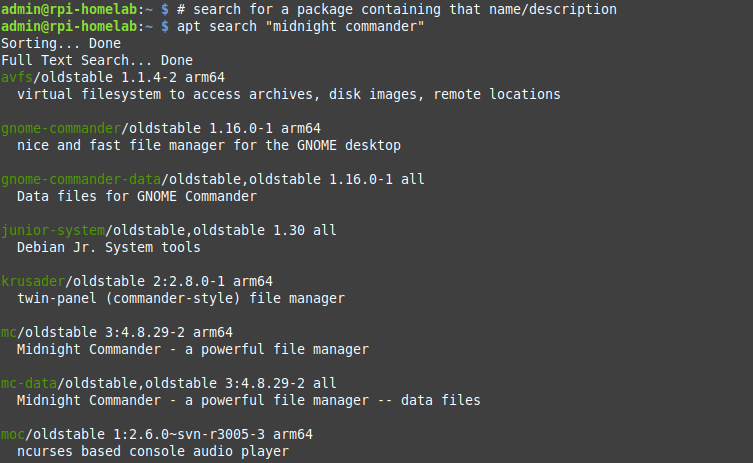 admin@rpi-homelab:~ $ # search for a package containing that name/description
admin@rpi-homelab:~ $ apt search "midnight commander"
Sorting... Done
Full Text Search... Done
avfs/oldstable 1.1.4-2 arm64
  virtual filesystem to access archives, disk images, remote locations

gnome-commander/oldstable 1.16.0-1 arm64
  nice and fast file manager for the GNOME desktop

gnome-commander-data/oldstable,oldstable 1.16.0-1 all
  Data files for GNOME Commander

junior-system/oldstable,oldstable 1.30 all
  Debian Jr. System tools

krusader/oldstable 2:2.8.0-1 arm64
  twin-panel (commander-style) file manager

mc/oldstable 3:4.8.29-2 arm64
  Midnight Commander - a powerful file manager

mc-data/oldstable,oldstable 3:4.8.29-2 all
  Midnight Commander - a powerful file manager -- data files

moc/oldstable 1:2.6.0~svn-r3005-3 arm64
  ncurses based console audio player